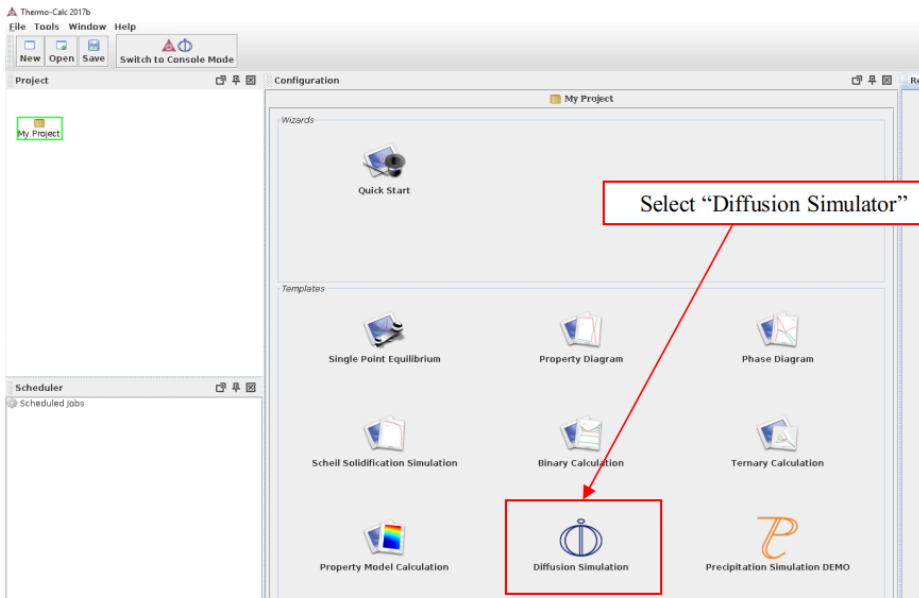 Thermo-Calc 2017b
File Tools Window Help
New Open Save Switch to Console Mode
Project
Configuration
Re
My Project
My Project
Wizards
Quick Start
Select “Diffusion Simulator”
Templates
Single Point Equilibrium
Property Diagram
Phase Diagram
Scheduler
Scheduled Jobs
Scheil Solidification Simulation
Binary Calculation
Ternary Calculation
Property Model Calculation
Diffusion Simulation
Precipitation Simulation DEMO